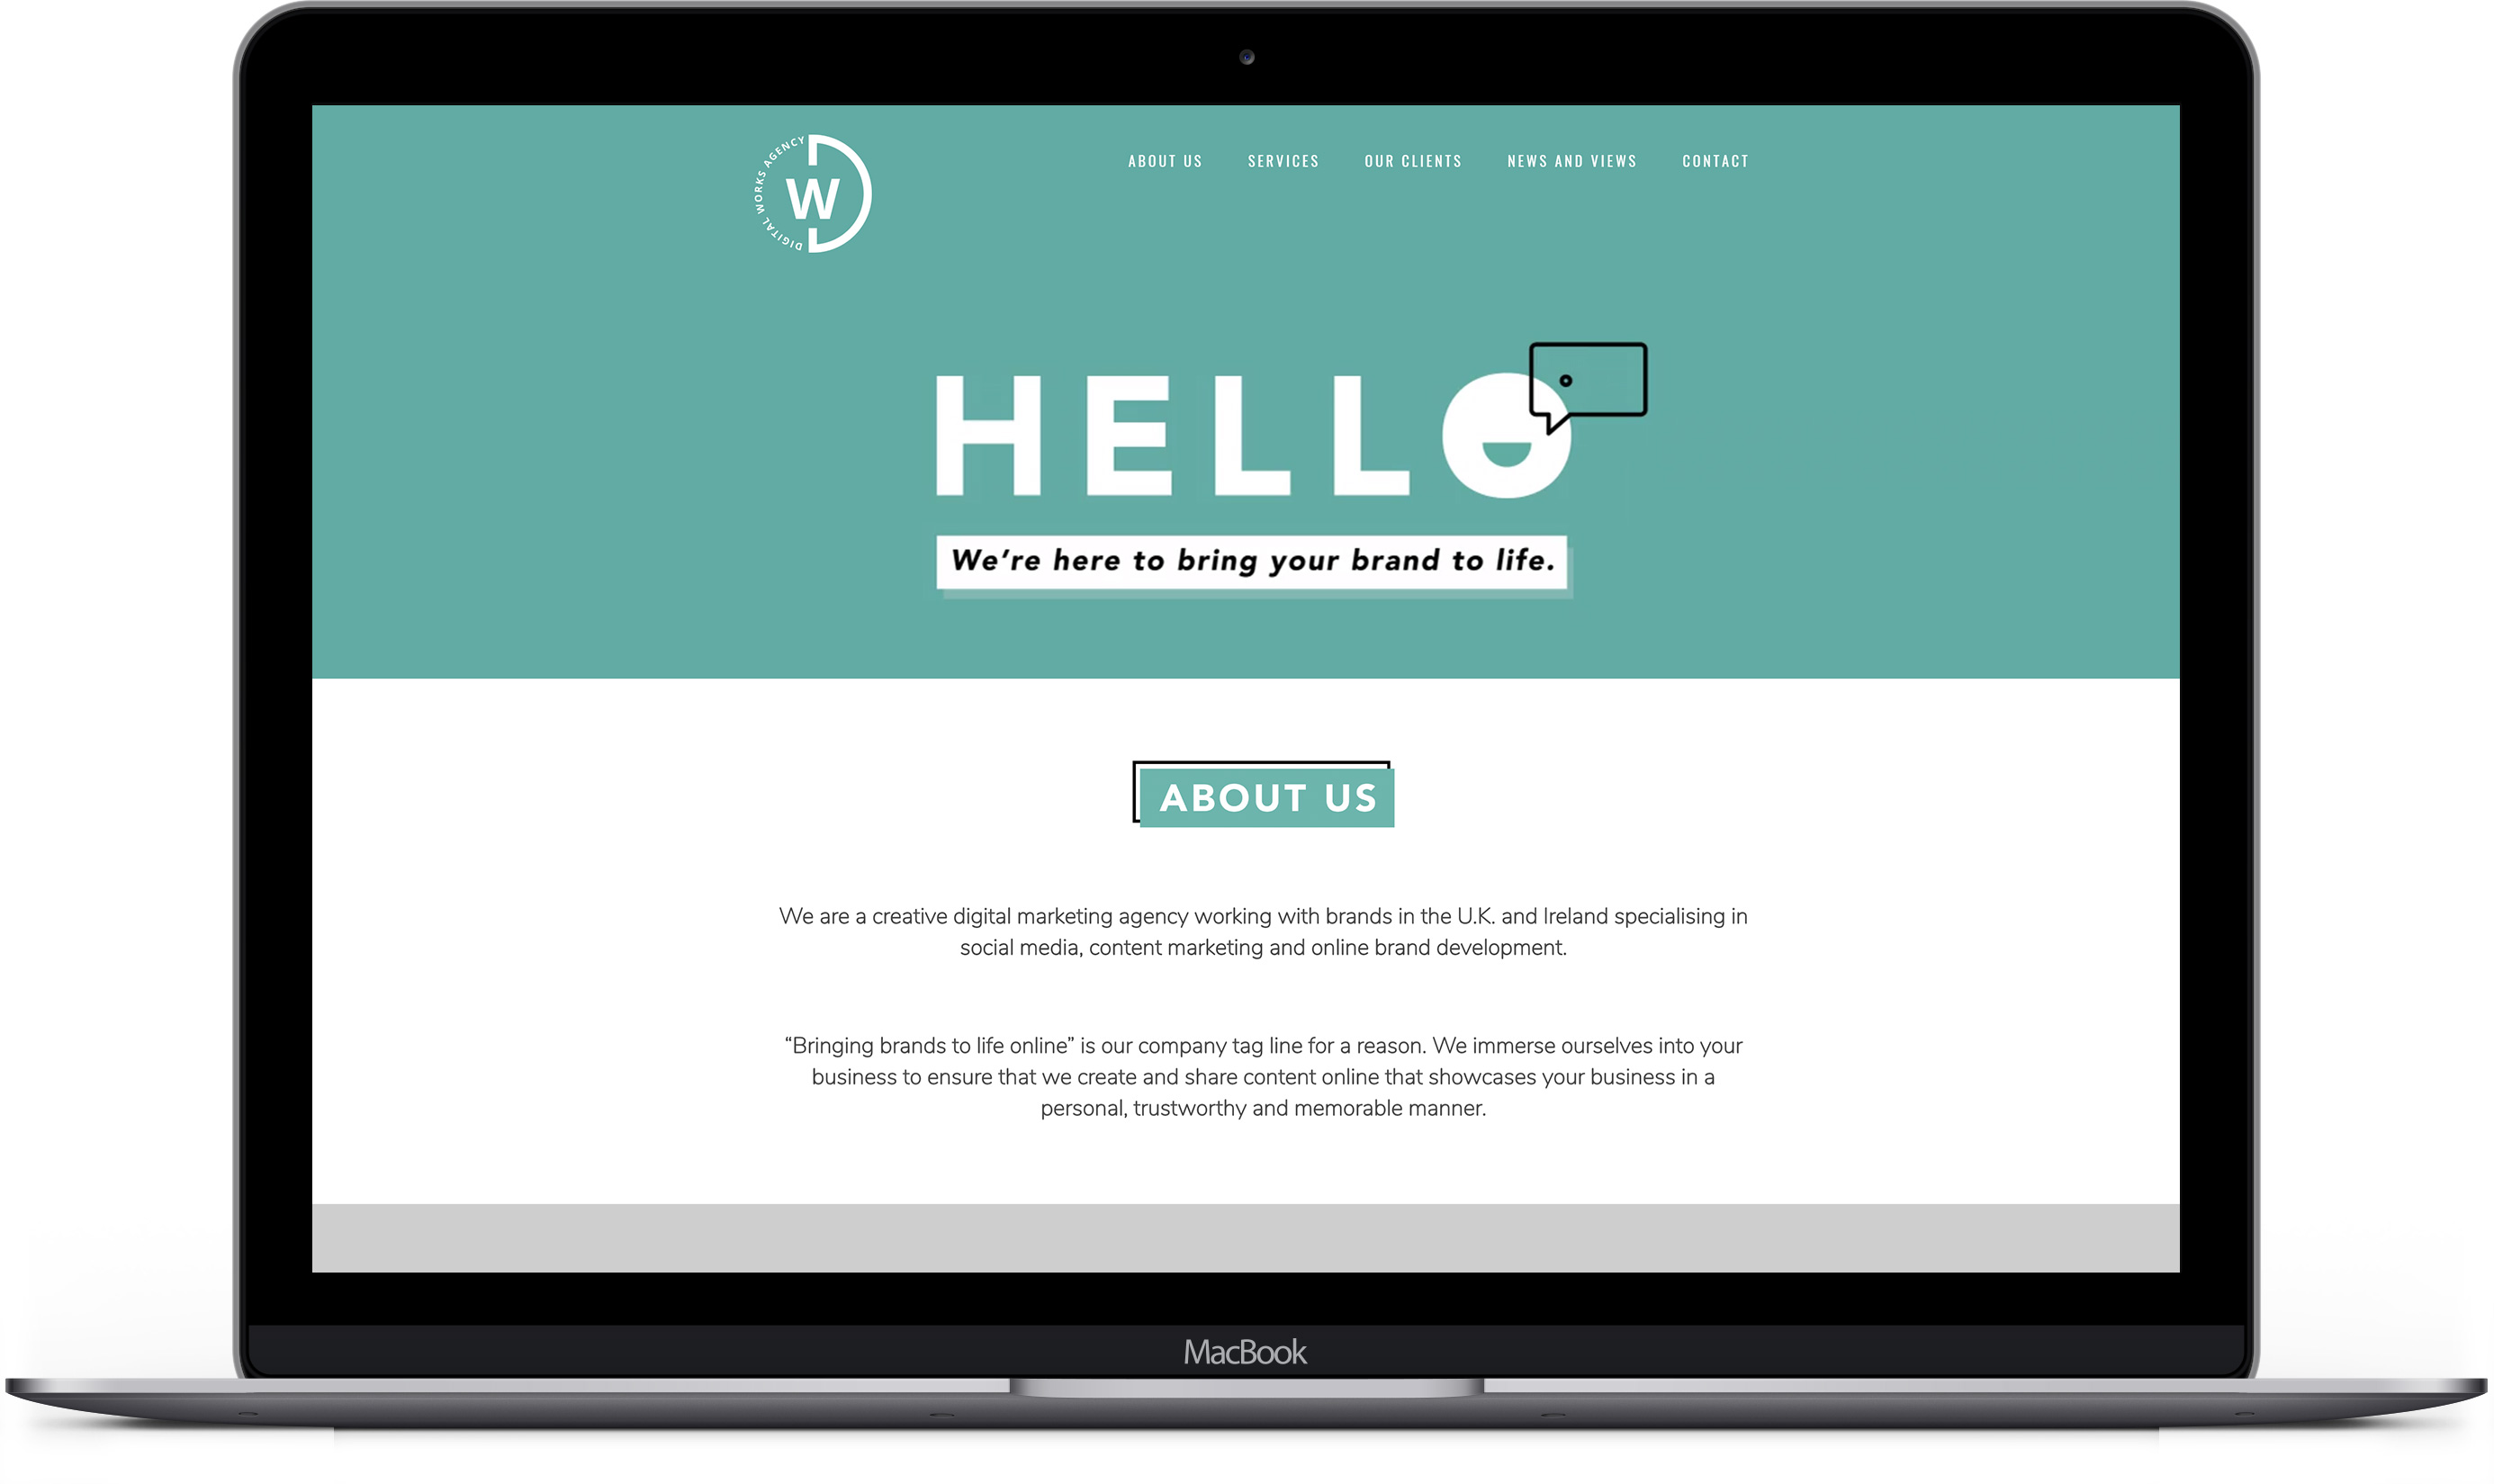 DIGITAL WORKS AGENCY
W
ABOUT US
SERVICES
OUR CLIENTS
NEWS AND VIEWS
CONTACT
HELLO
We’re here to bring your brand to life.
ABOUT US
We are a creative digital marketing agency working with brands in the U.K. and Ireland specialising in
social media, content marketing and online brand development.
“Bringing brands to life online” is our company tag line for a reason. We immerse ourselves into your
business to ensure that we create and share content online that showcases your business in a
personal, trustworthy and memorable manner.
MacBook